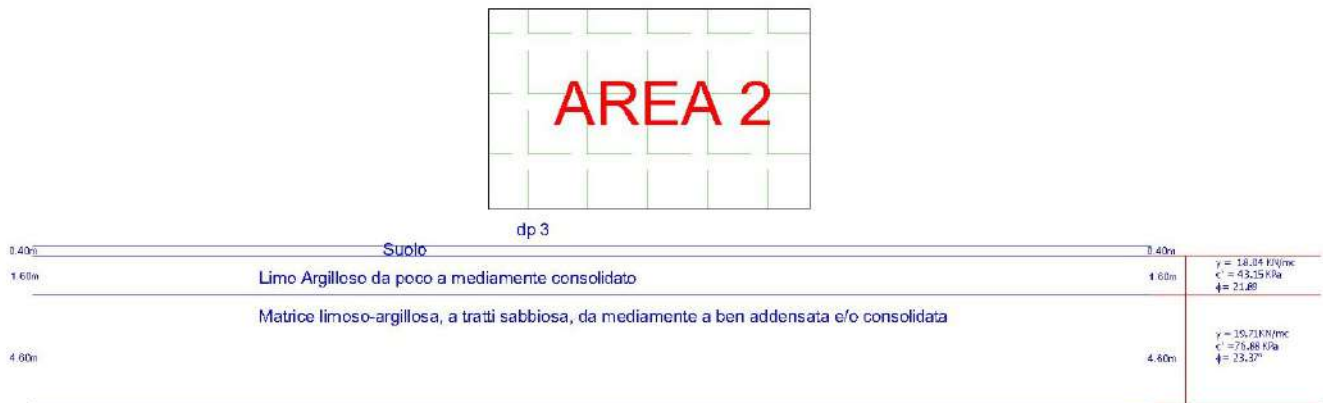 AREA 2
dp 3
0.40m Suolo 0.40m
1.60m Limo Argilloso da poco a mediamente consolidato 1.60m
γ = 18.04 KN/mc
c' = 43.15 KPa
ϕ = 21.89
Matrice limoso-argillosa, a tratti sabbiosa, da mediamente a ben addensata e/o consolidata
4.60m 4.60m
γ = 19.71KN/mc
c' =76.88 KPa
ϕ = 23.37°